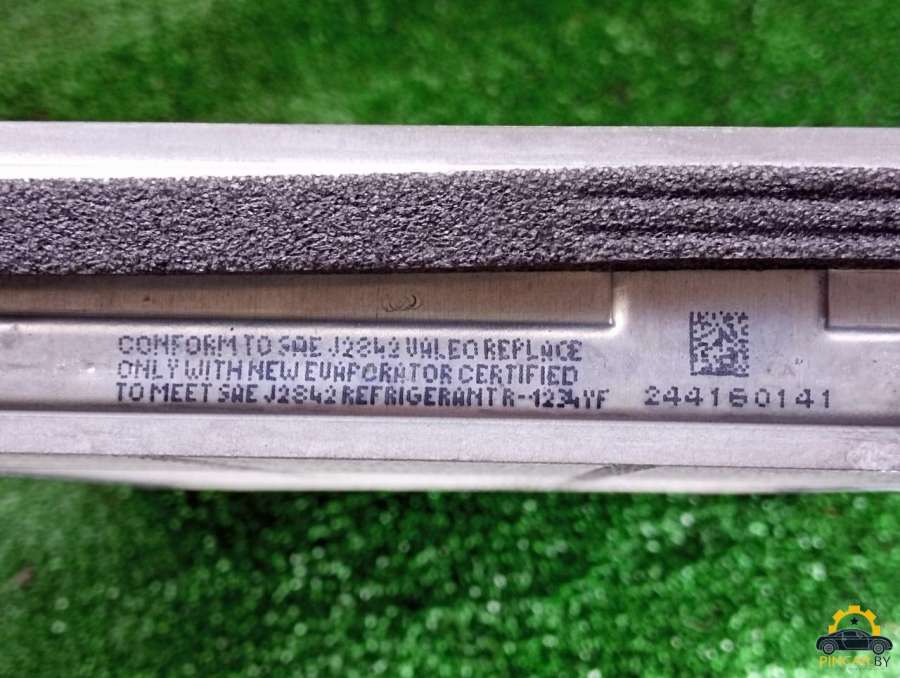 CONFORM TO SAE J2842 VALEO REPLACE
ONLY WITH NEW EVAPORATOR CERTIFIED
TO MEET SAE J2842 REFRIGERAMT R-1234YF
244160141
PINCAR.BY